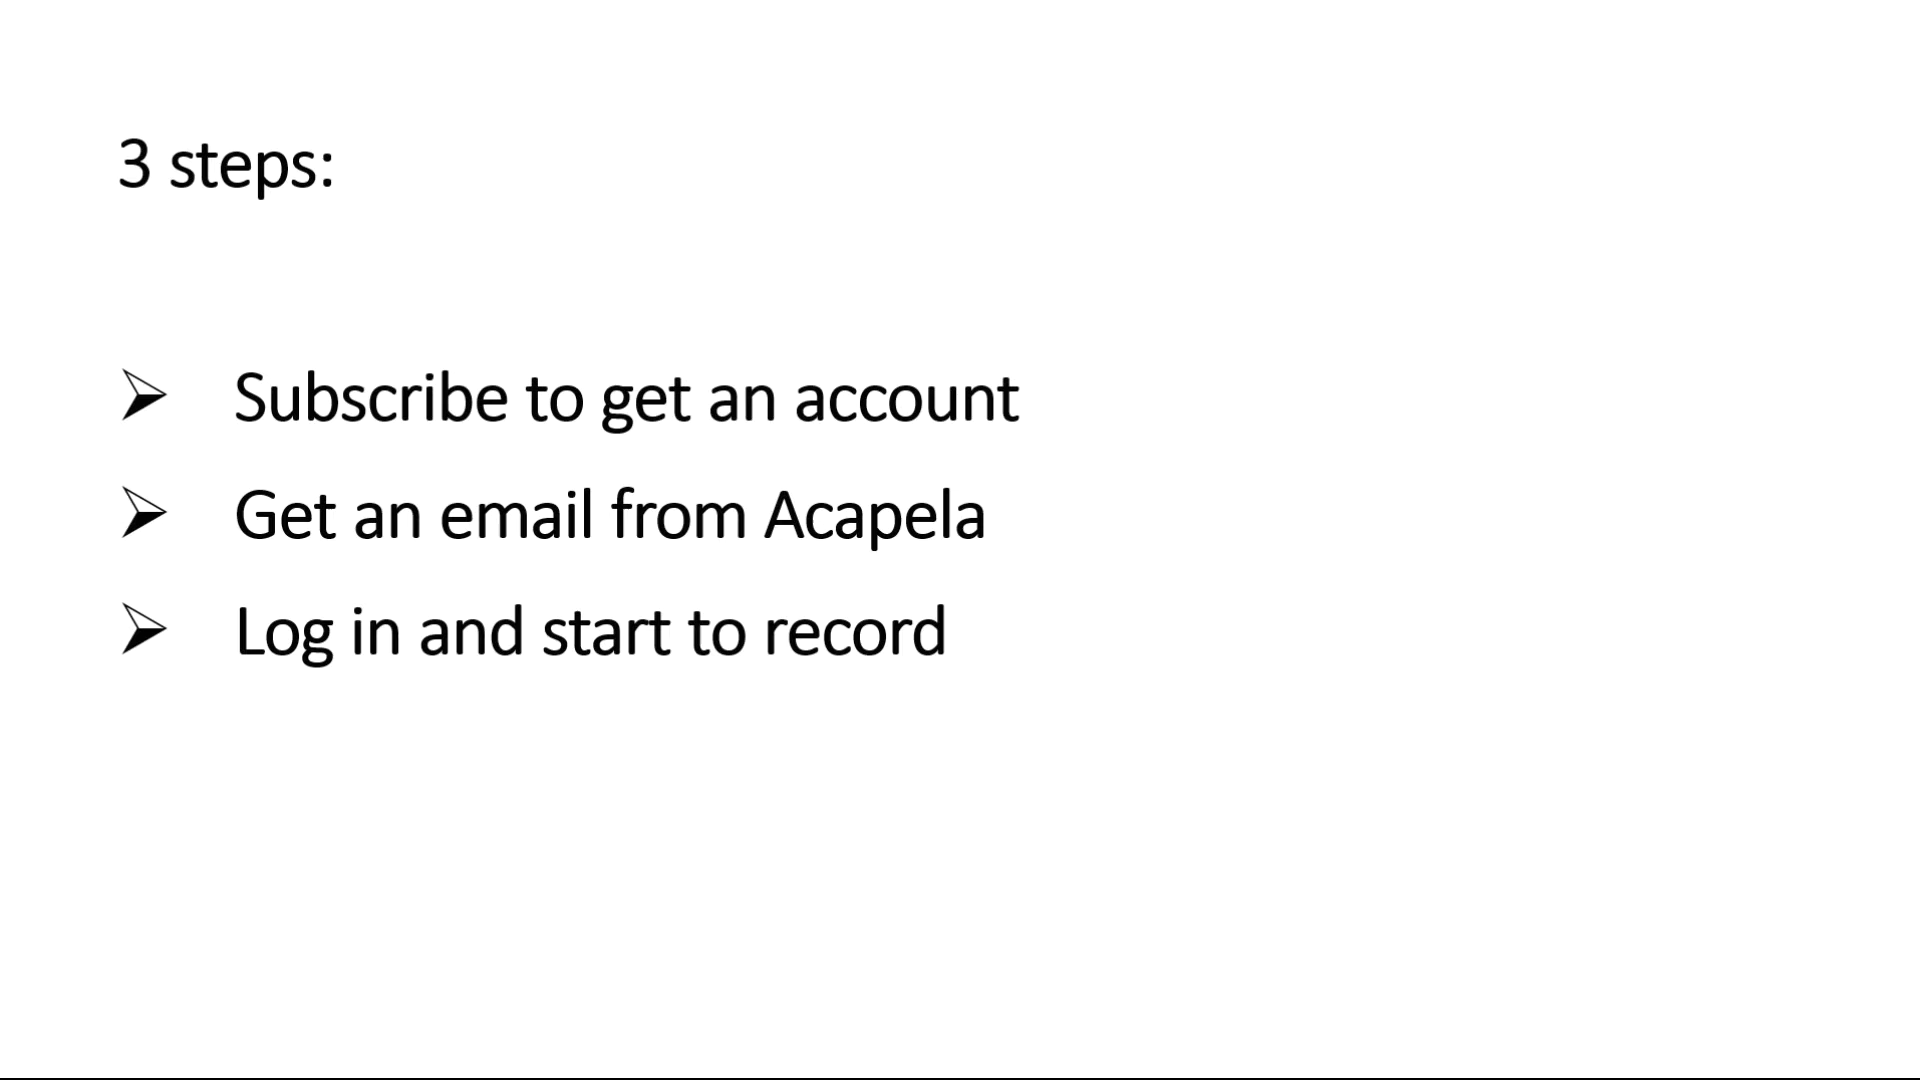 3 steps:
➢ Subscribe to get an account
➢ Get an email from Acapela
➢ Log in and start to record